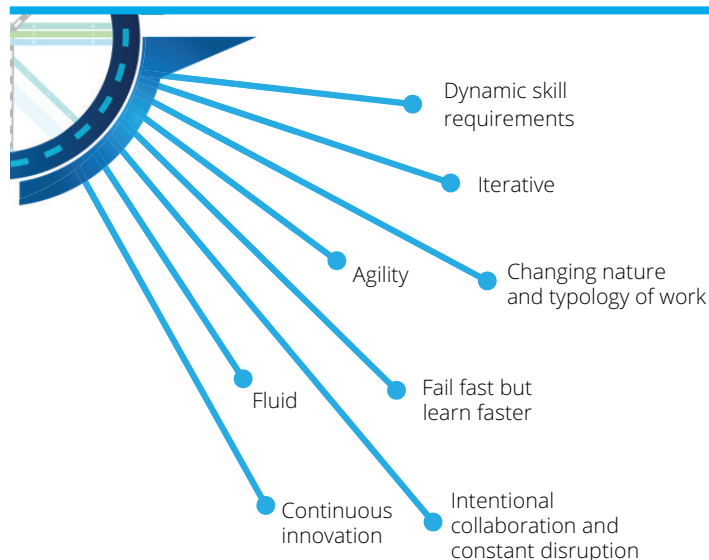 Dynamic skill
requirements
Iterative
Agility
Changing nature
and typology of work
Fluid
Fail fast but
learn faster
Continuous
innovation
Intentional
collaboration and
constant disruption